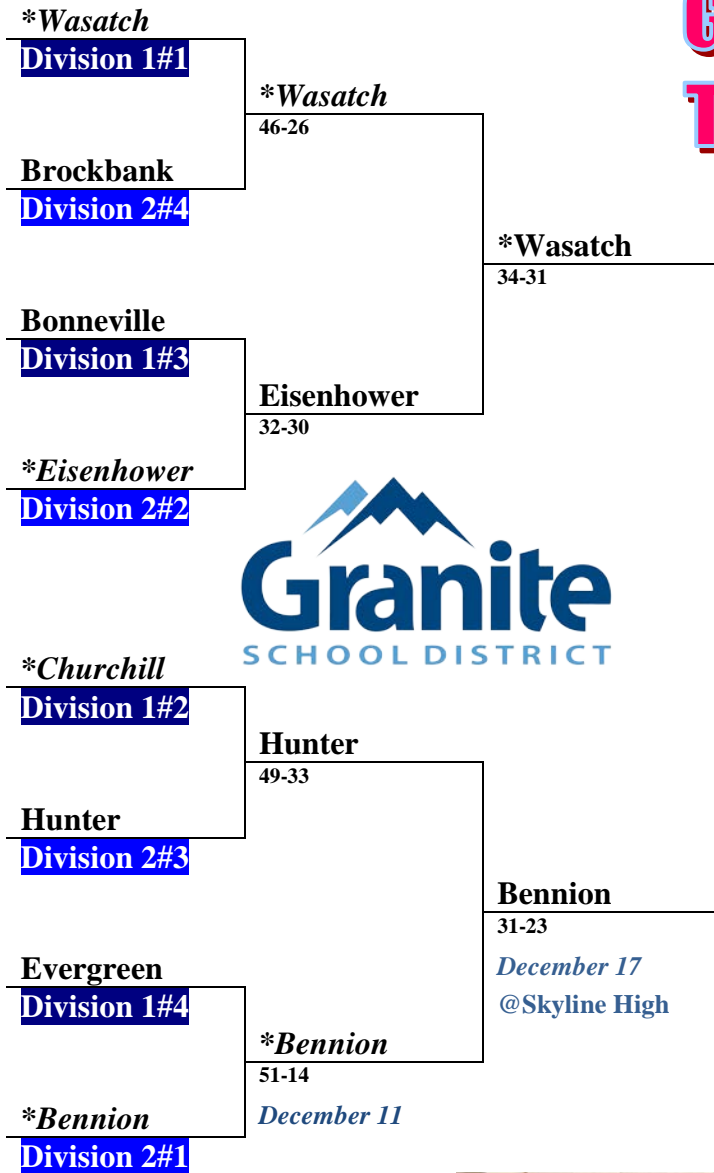 *Wasatch
Division 1#1
*Wasatch
46-26
Brockbank
Division 2#4
*Wasatch
34-31
Bonneville
Division 1#3
Eisenhower
32-30
*Eisenhower
Division 2#2
Granite
SCHOOL DISTRICT
*Churchill
Division 1#2
Hunter
49-33
Hunter
Division 2#3
Bennion
31-23
December 17
@Skyline High
Evergreen
Division 1#4
*Bennion
51-14
December 11
*Bennion
Division 2#1